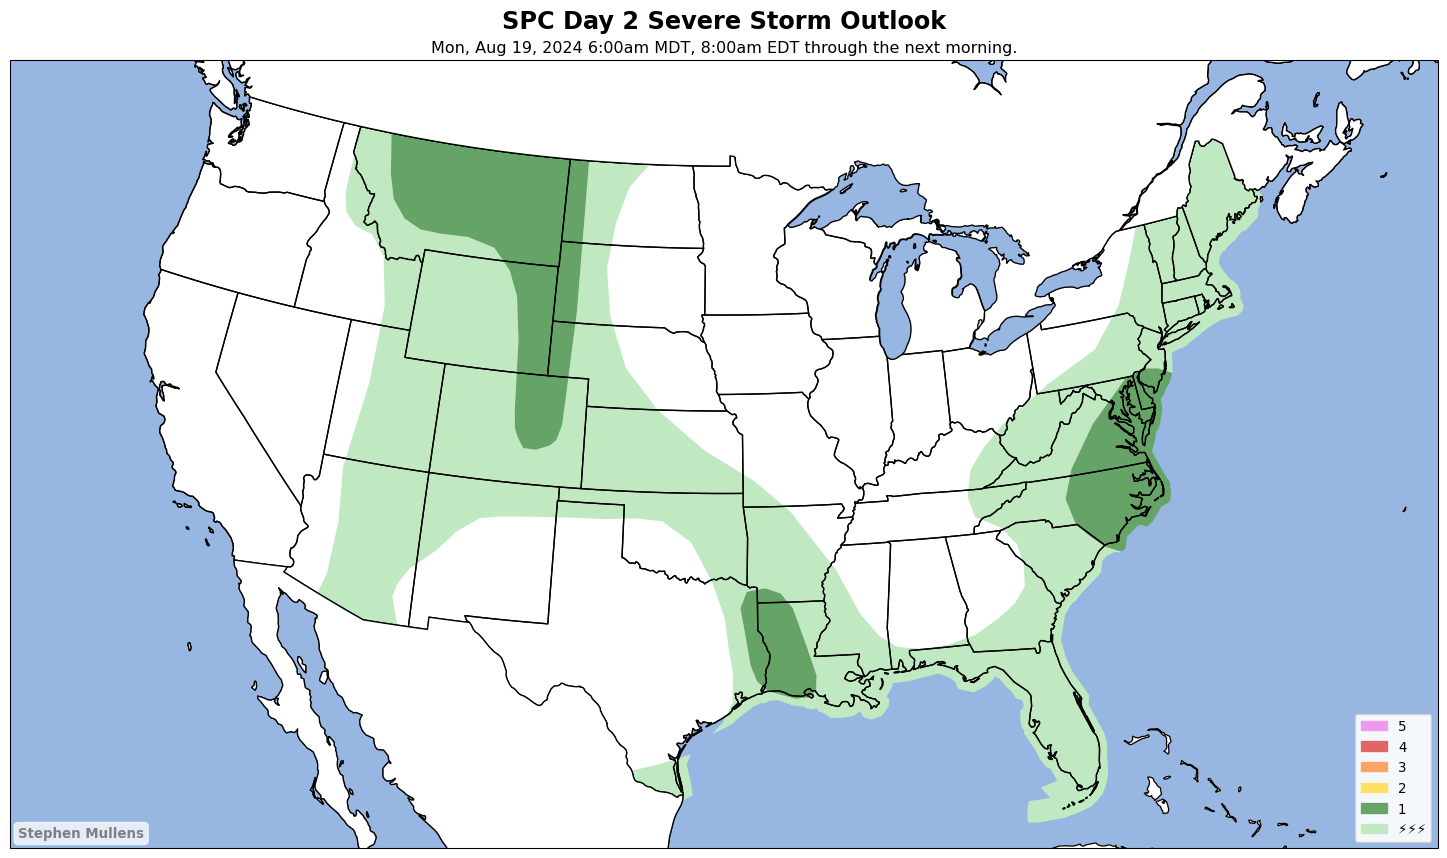 SPC Day 2 Severe Storm Outlook
Mon, Aug 19, 2024 6:00am MDT, 8:00am EDT through the next morning.
5
4
3
2
1
⚡⚡⚡
Stephen Mullens